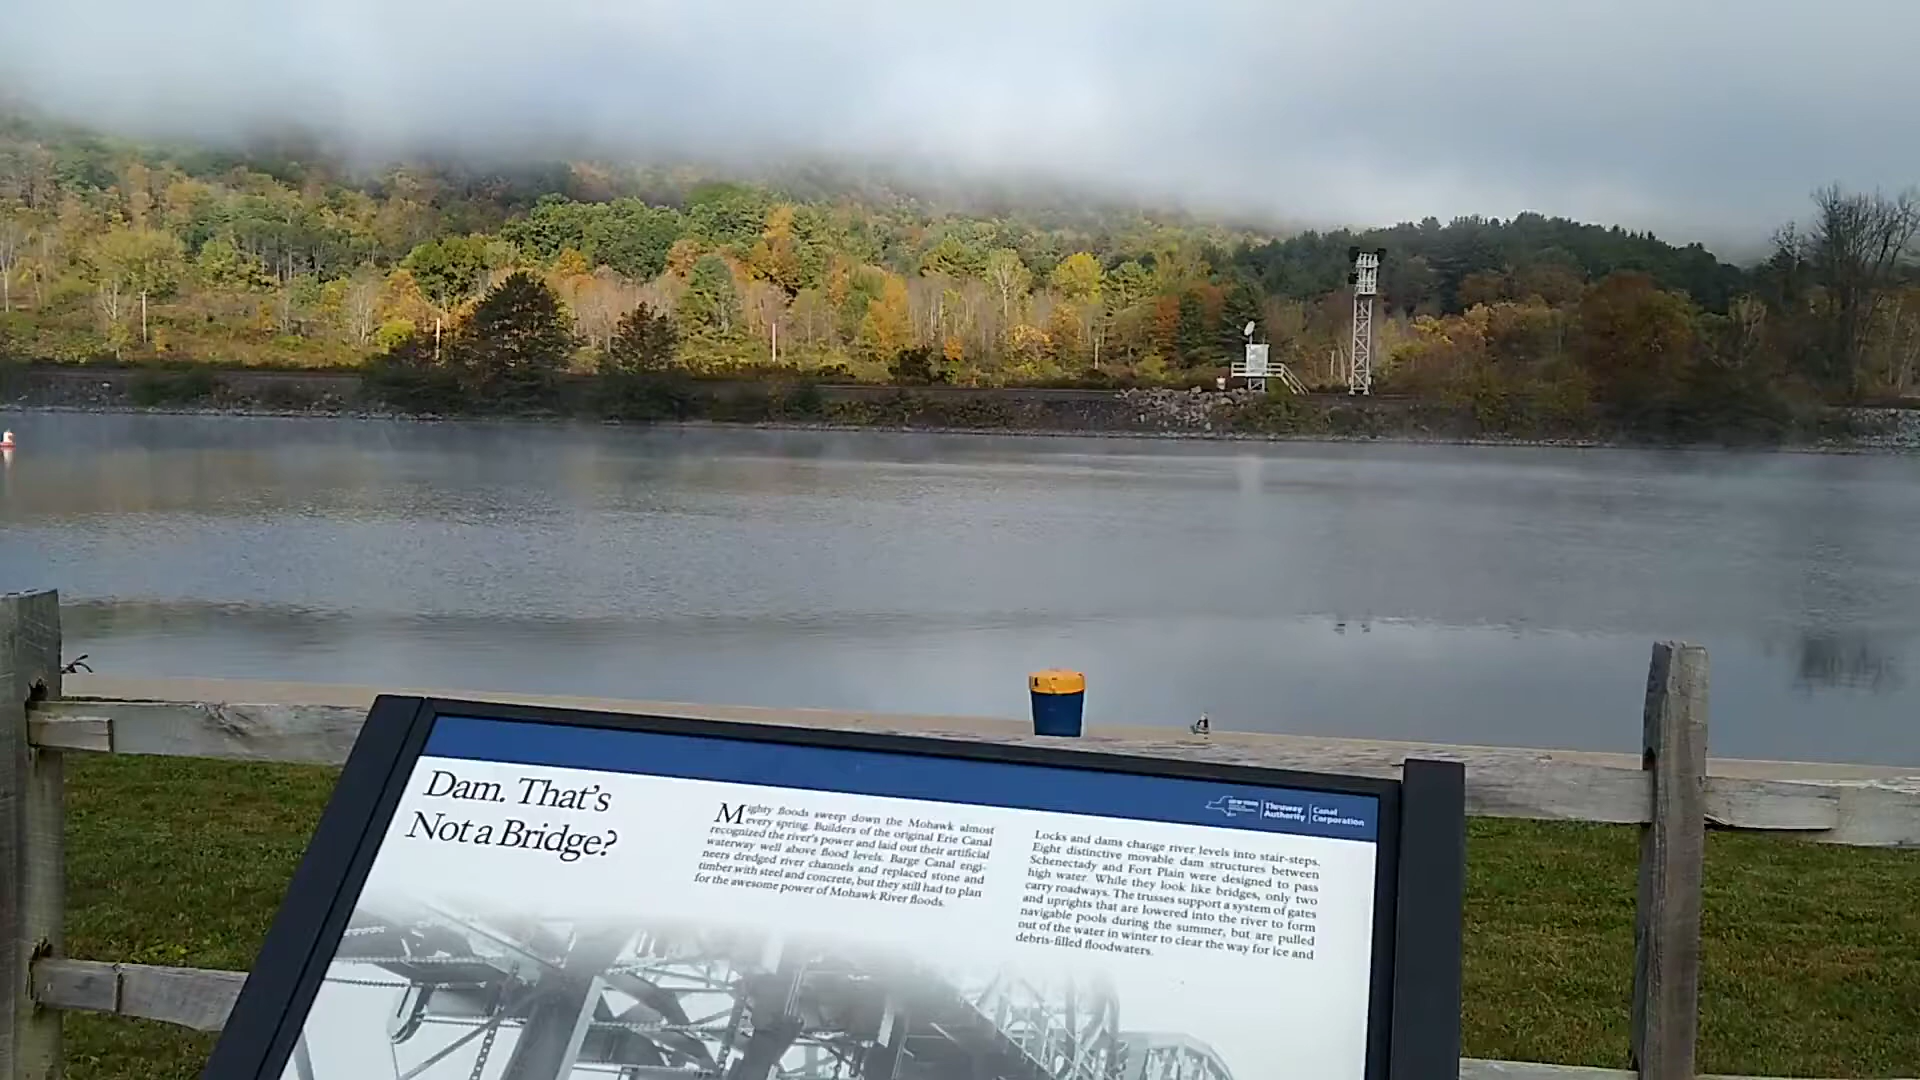 Dam. That's
Not a Bridge?
Mighty floods sweep down the Mohawk almost
every spring. Builders of the original Erie Canal
recognized the river's power and laid out their artificial
waterway well above flood levels. Barge Canal engi-
neers dredged river channels and replaced stone and
timber with steel and concrete, but they still had to plan
for the awesome power of Mohawk River floods.
Thruway
Authority
Canal
Corporation
Locks and dams change river levels into stair-steps.
Eight distinctive movable dam structures between
Schenectady and Fort Plain were designed to pass
high water. While they look like bridges, only two
carry roadways. The trusses support a system of gates
and uprights that are lowered into the river to form
navigable pools during the summer, but are pulled
out of the water in winter to clear the way for ice and
debris-filled floodwaters.